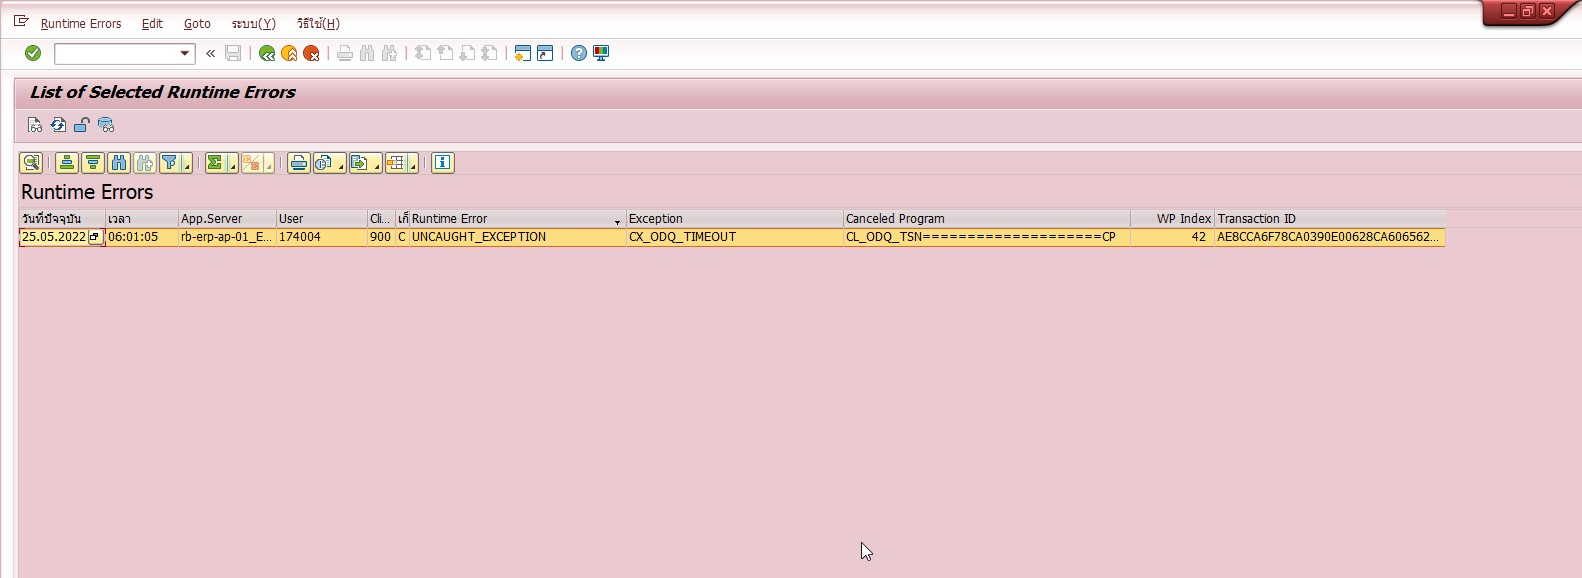 Runtime Errors Edit Goto ระบบ(Y) วิธีใช้(H)
List of Selected Runtime Errors
Runtime Errors
วันที่ปัจจุบัน เวลา App.Server User Cli... เก็ Runtime Error Exception Canceled Program WP Index Transaction ID
25.05.2022 06:01:05 rb-erp-ap-01_E... 174004 900 C UNCAUGHT_EXCEPTION CX_ODQ_TIMEOUT CL_ODQ_TSN====================CP 42 AE8CCA6F78CA0390E00628CA606562...